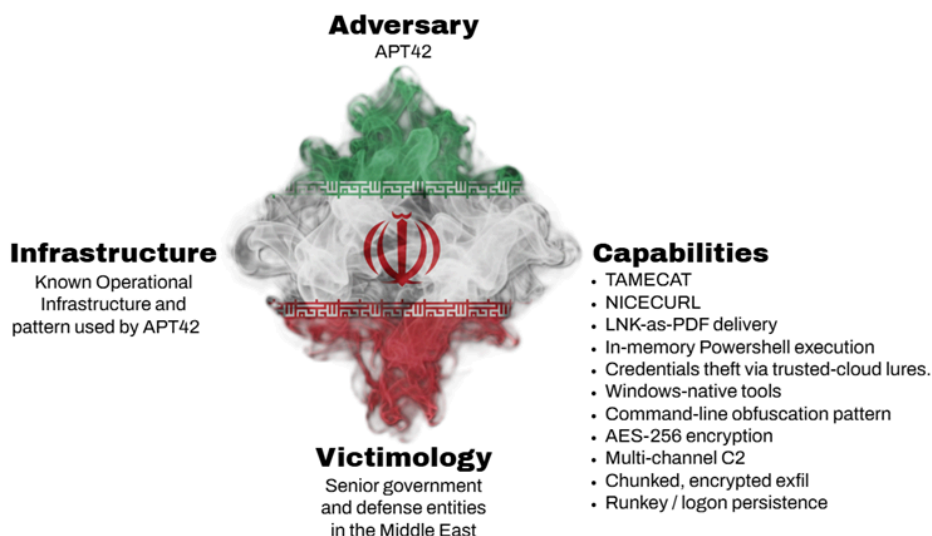 Adversary
APT42
Infrastructure
Known Operational
Infrastructure and
pattern used by APT42
Capabilities
• TAMECAT
• NICECURL
• LNK-as-PDF delivery
• In-memory Powershell execution
• Credentials theft via trusted-cloud lures.
• Windows-native tools
• Command-line obfuscation pattern
• AES-256 encryption
• Multi-channel C2
• Chunked, encrypted exfil
• Runkey / logon persistence
Victimology
Senior government
and defense entities
in the Middle East